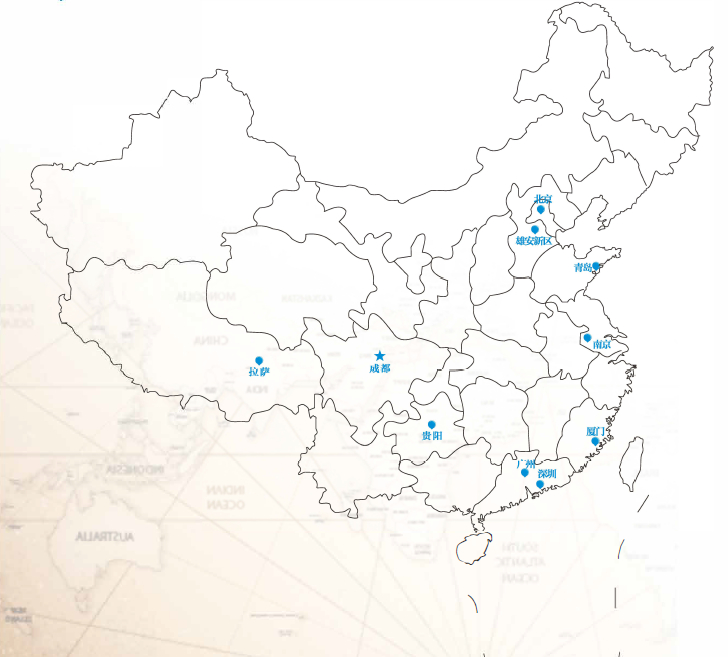 北京
雄安新区
青岛
南京
拉萨
成都
贵阳
厦门
广州
深圳
MONGOLIA
CHINA
INDIA
INDONESIA
INDIAN
OCEAN
AUSTRALIA
SOUTH
ATLANTIC
OCEAN